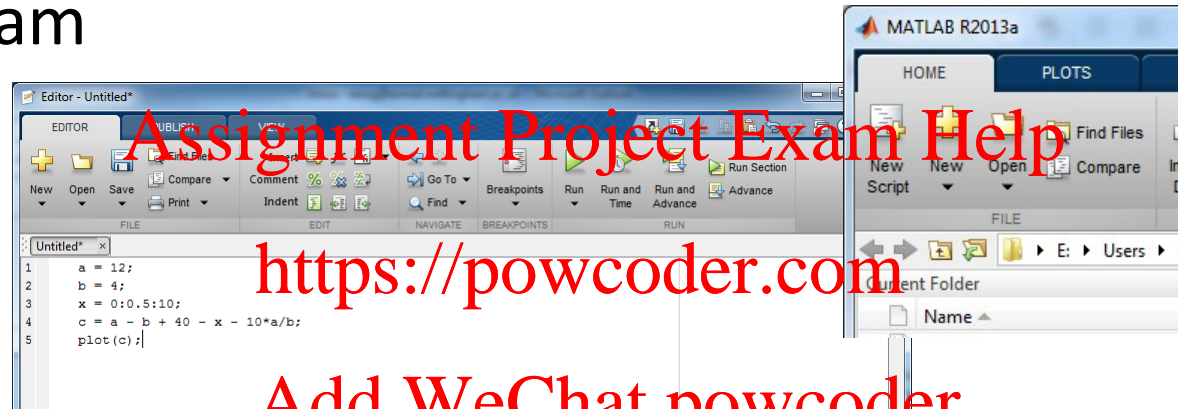 am
MATLAB R2013a
HOME PLOTS
Find Files
Compare
New Script New Open
FILE
E: Users
Current Folder
Name
Editor - Untitled*
EDITOR PUBLISH VIEW
Find Files Insert
Compare Comment Go To Run Section
New Open Save Print Indent Find Breakpoints Run Run and Time Run and Advance Advance
FILE EDIT NAVIGATE BREAKPOINTS RUN
Untitled*
1 a = 12;
2 b = 4;
3 x = 0:0.5:10;
4 c = a - b + 40 - x - 10*a/b;
5 plot(c);
Assignment Project Exam Help
https://powcoder.com
Add WeChat powcoder